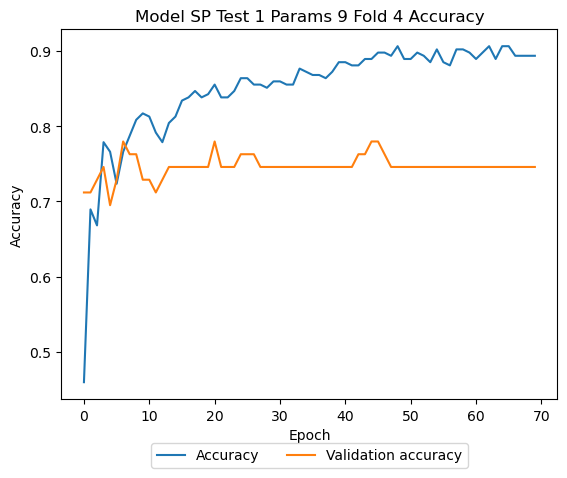 Model SP Test 1 Params 9 Fold 4 Accuracy
0.9
0.8
0.7
0.6
0.5
Accuracy
0 10 20 30 40 50 60 70
Epoch
Accuracy Validation accuracy